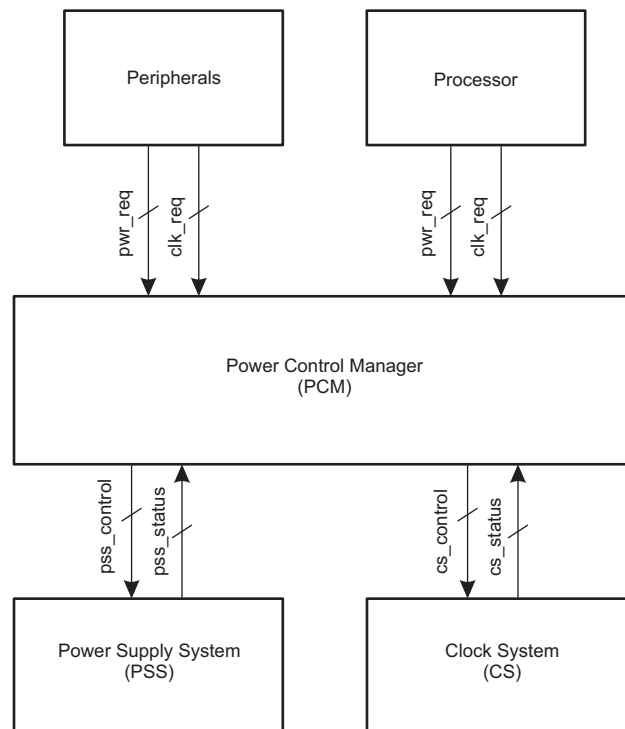 Peripherals
Processor
pwr_req
clk_req
pwr_req
clk_req
Power Control Manager
(PCM)
pss_control
pss_status
cs_control
cs_status
Power Supply System
(PSS)
Clock System
(CS)